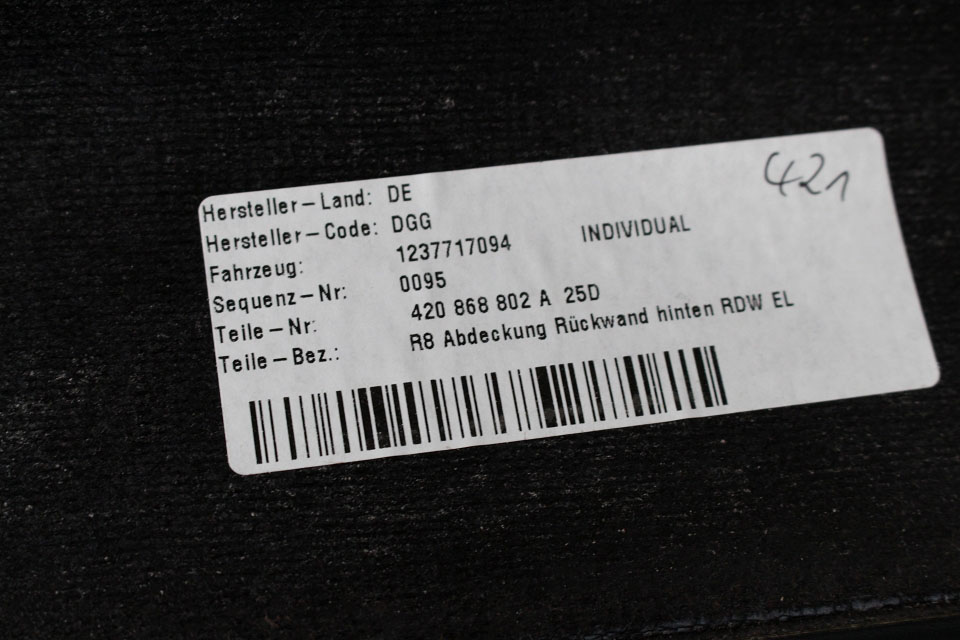 421
Hersteller-Land: DE
Hersteller-Code: DGG
Fahrzeug: 1237717094 INDIVIDUAL
Sequenz-Nr: 0095
Teile-Nr: 420 868 802 A 25D
Teile-Bez.: R8 Abdeckung Rückwand hinten RDW EL